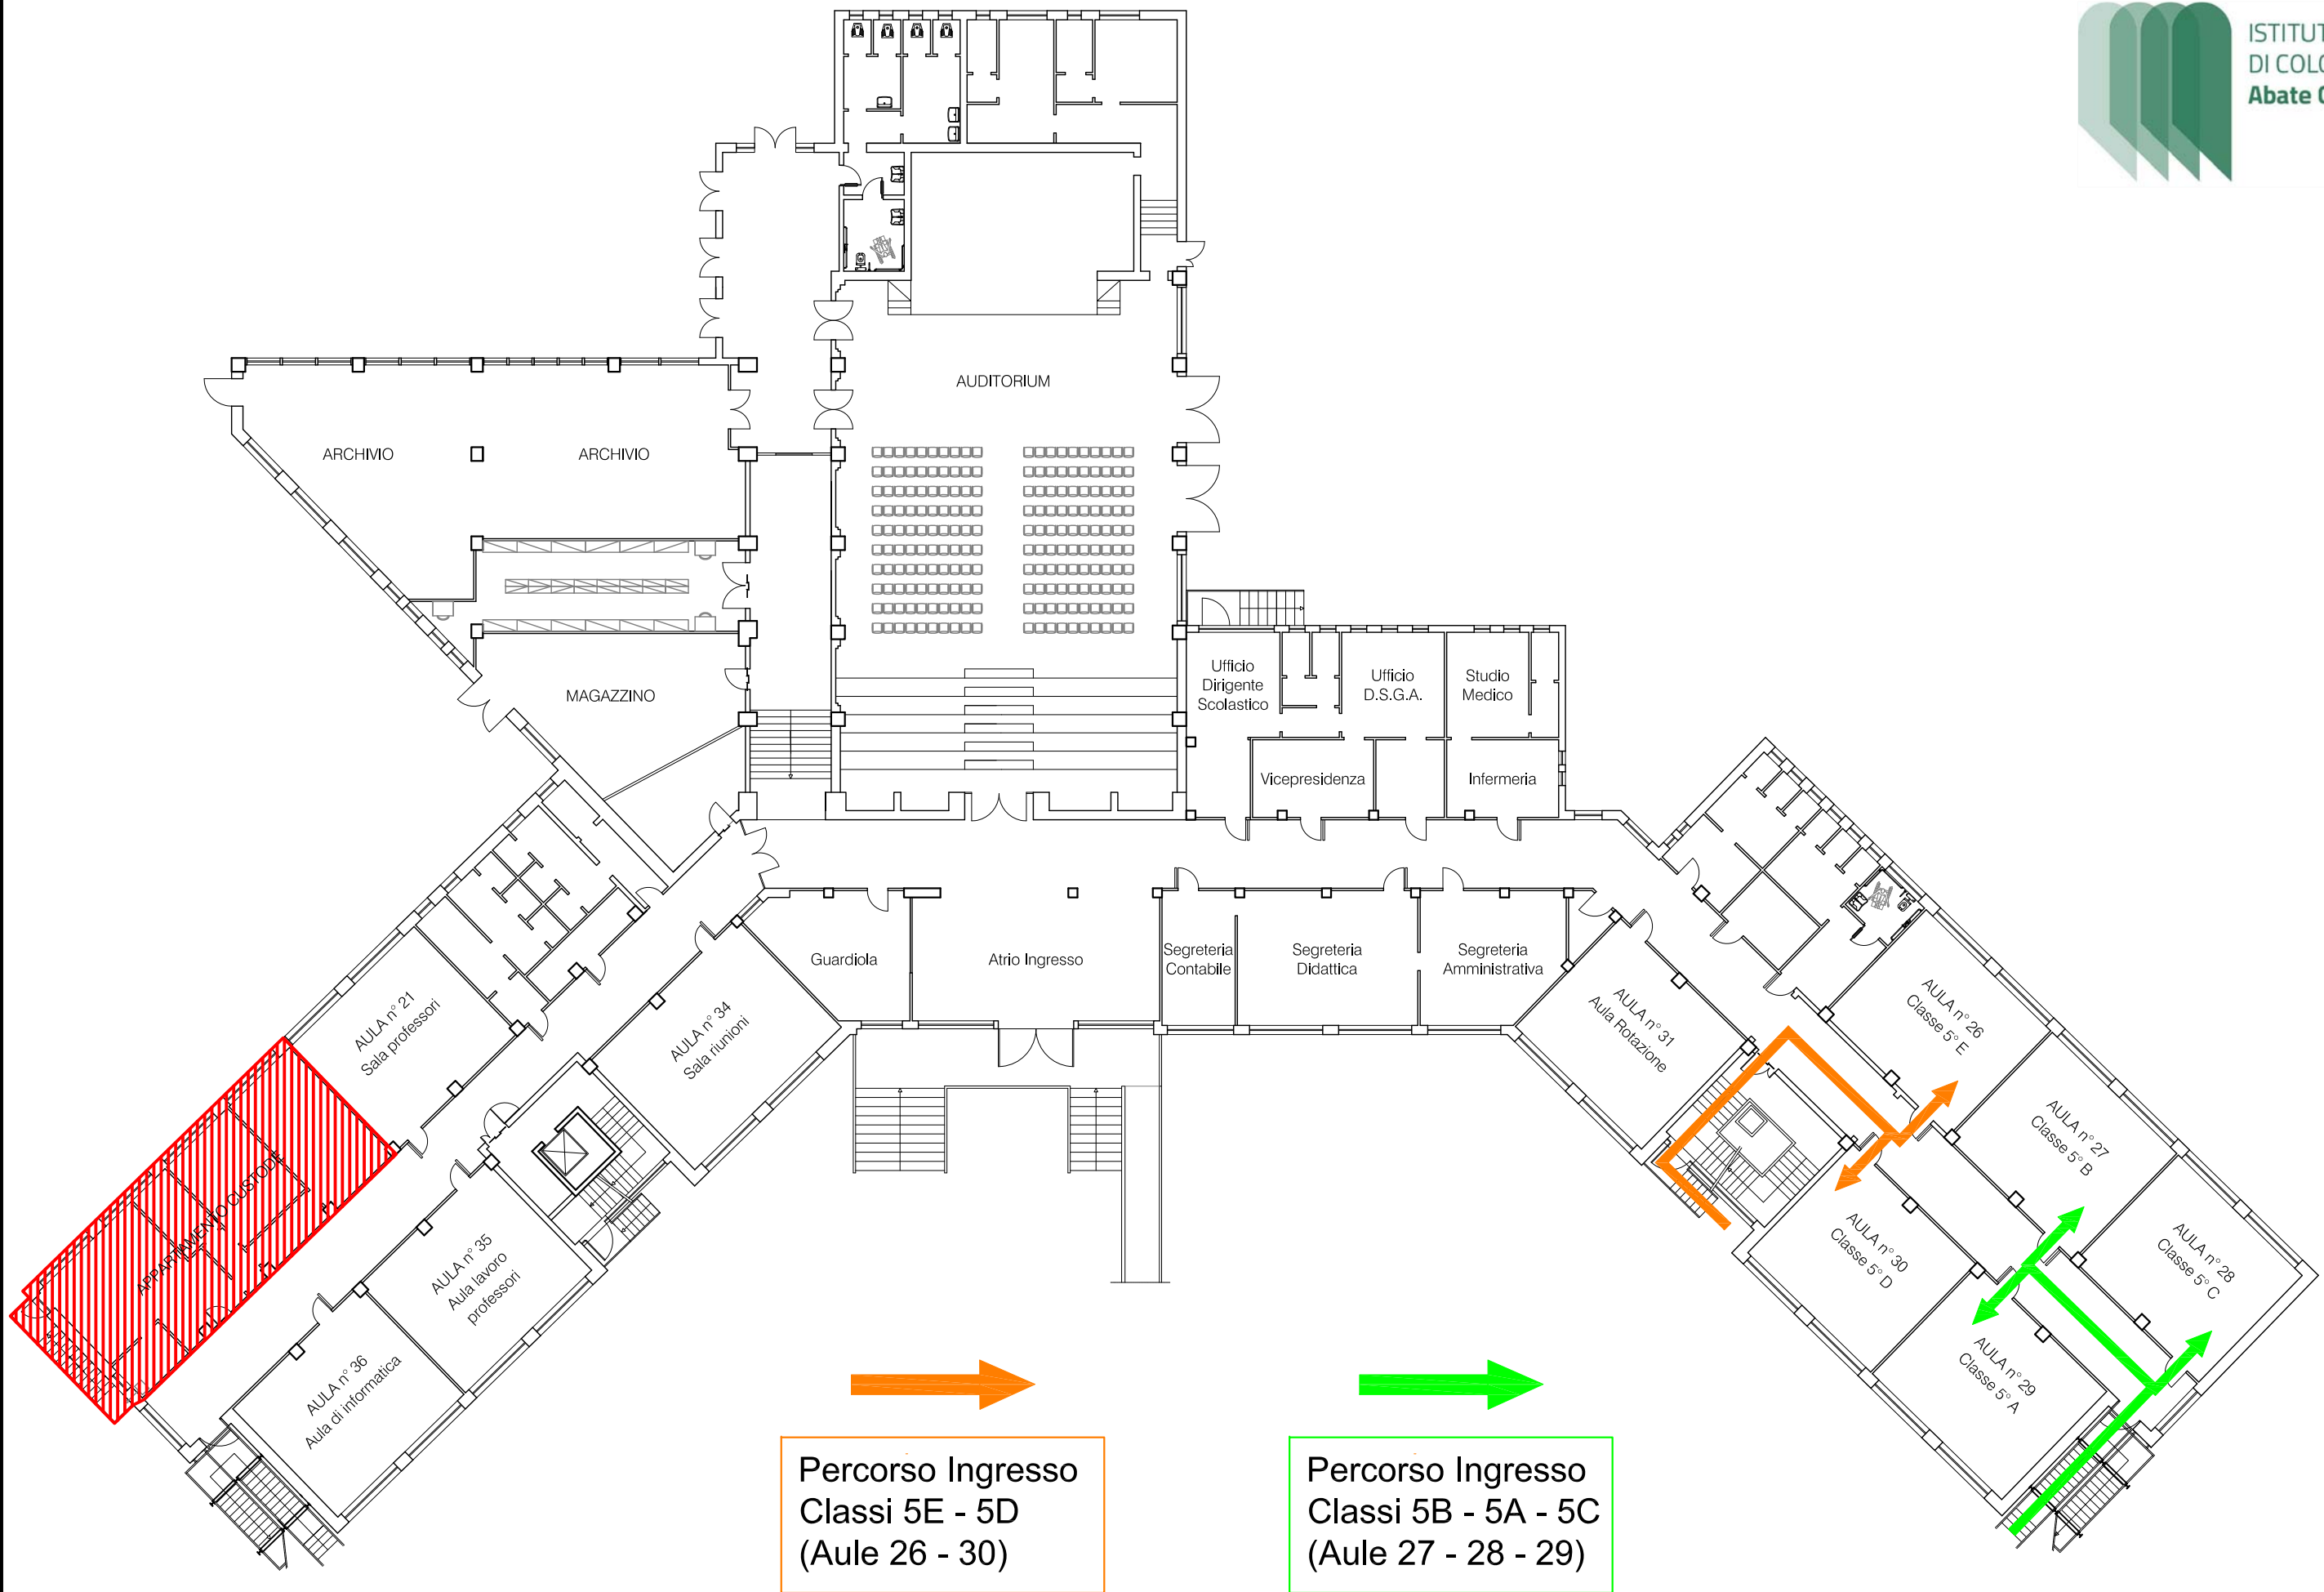 ISTITUT
DI COLO
Abate
AUDITORIUM
ARCHIVIO
ARCHIVIO
MAGAZZINO
Ufficio
Dirigente
Scolastico
Ufficio
D.S.G.A.
Studio
Medico
Vicepresidenza
Infermeria
Guardiola
Atrio Ingresso
Segreteria
Contabile
Segreteria
Didattica
Segreteria
Amministrativa
AULA n° 21
Sala professori
AULA n° 34
Sala riunioni
AULA n° 31
Aula Rotazione
AULA n° 26
Classe 5° E
AULA n° 27
Classe 5° B
AULA n° 28
Classe 5° C
AULA n° 30
Classe 5° D
AULA n° 29
Classe 5° A
APPARTAMENTO CUSTODE
AULA n° 35
Aula lavoro
professori
AULA n° 36
Aula di informatica
Percorso Ingresso
Classi 5E - 5D
(Aule 26 - 30)
Percorso Ingresso
Classi 5B - 5A - 5C
(Aule 27 - 28 - 29)